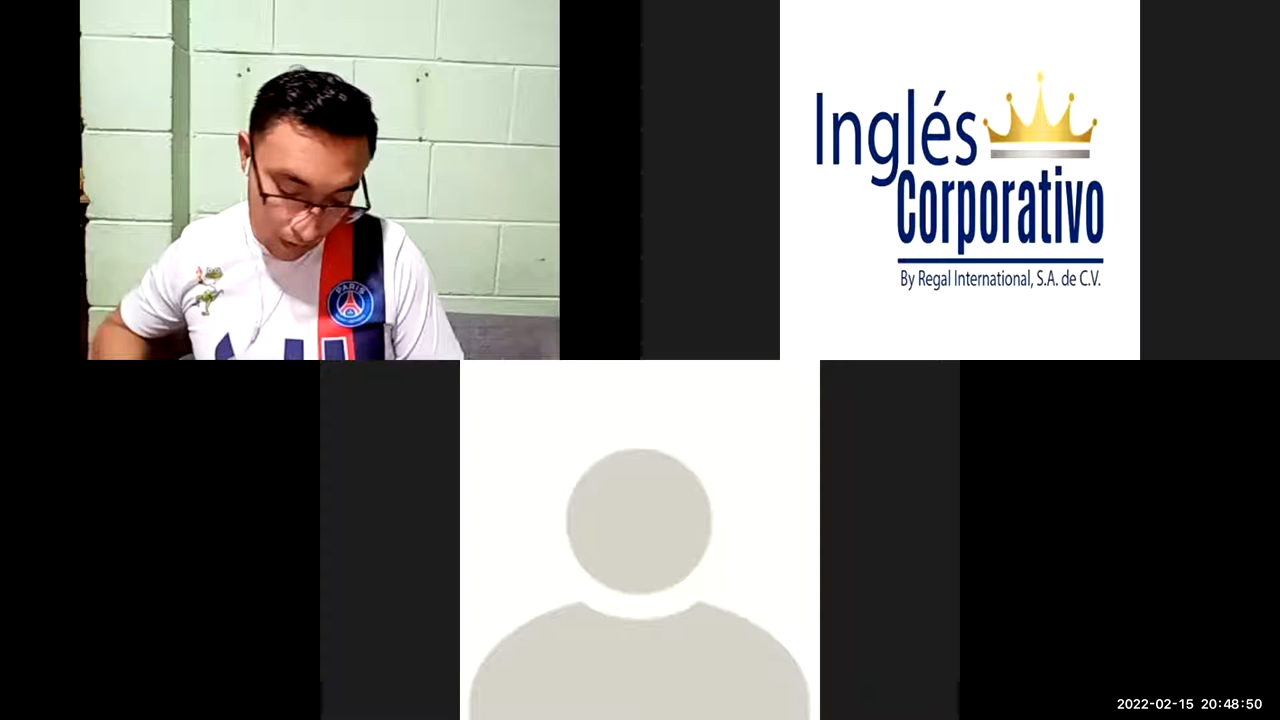 Inglés
Corporativo
By Regal International, S.A. de C.V.
PARIS
2022-02-15 20:48:50